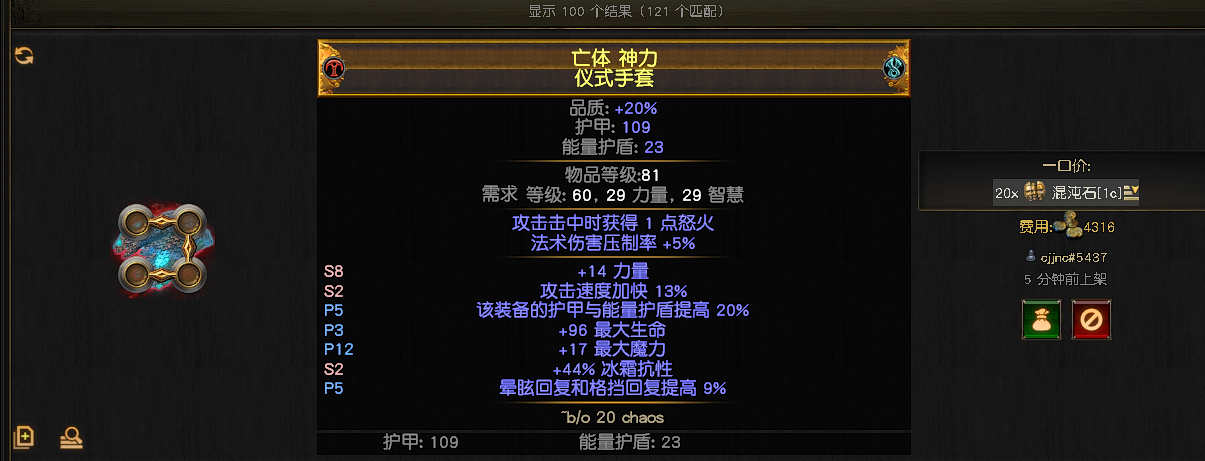 显示 100 个结果（121 个匹配）
亡体 神力
仪式手套
品质: +20%
护甲: 109
能量护盾: 23
物品等级:81
需求 等级: 60, 29 力量, 29 智慧
攻击击中时获得 1 点怒火
法术伤害压制率 +5%
S8 +14 力量
S2 攻击速度加快 13%
P5 该装备的护甲与能量护盾提高 20%
P3 +96 最大生命
P12 +17 最大魔力
S2 +44% 冰霜抗性
P5 晕眩回复和格挡回复提高 9%
~b/o 20 chaos
护甲: 109 能量护盾: 23
一口价:
20x 混沌石[1c]
费用: 4316
cjjnc#5437
5 分钟前上架